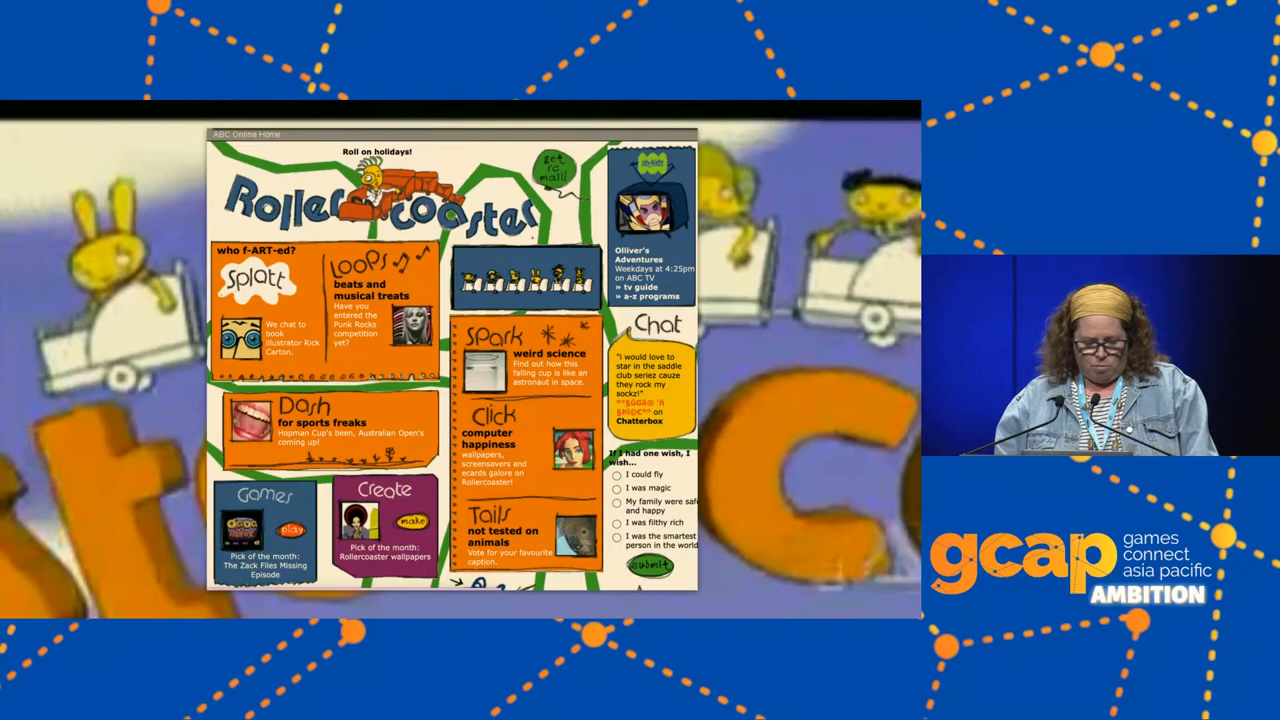 ABC Online Home
Roll on holidays!
Roller coaster
get
rc
mail!
who f-ART-ed?
Splatt
We chat to
book
illustrator Rick
Carton.
Loops
beats and
musical treats
Have you
entered the
Punk Rocks
competition
yet?
Dash
for sports freaks
Hopman Cup's been, Australian Open's
coming up!
Games
play
Pick of the month:
The Zack Files Missing
Episode
Create
make
Pick of the month:
Rollercoaster wallpapers
Spark
weird science
Find out how this
falling cup is like an
astronaut in space.
Click
computer
happiness
wallpapers,
screensavers and
ecards galore on
Rollercoaster!
Tails
not tested on
animals
Vote for your favourite
caption.
Olliver's
Adventures
Weekdays at 4:25pm
on ABC TV
» tv guide
» a-z programs
Chat
"i would love to
star in the saddle
club seriez cauze
they rock my
sockz!"
on
Chatterbox
If I had one wish, I
wish...
I could fly
I was magic
My family were safe
and happy
I was filthy rich
I was the smartest
person in the world
submit
st
c
gcap
games
connect
asia pacific
AMBITION